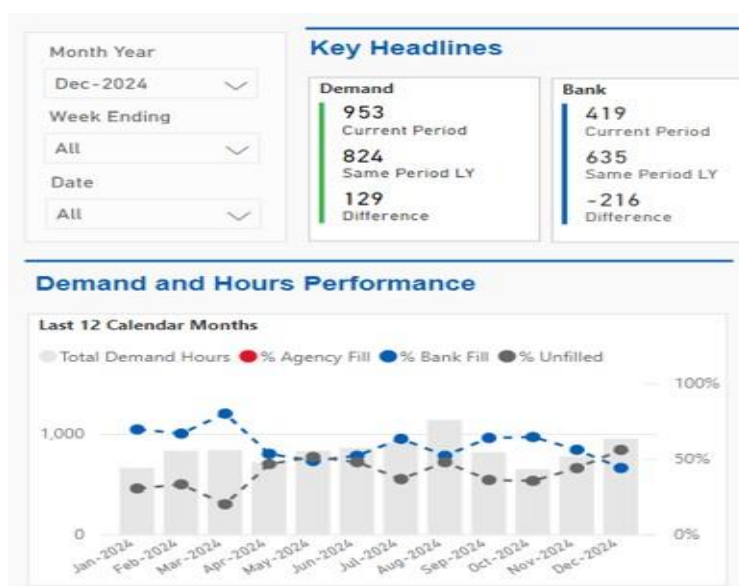 Month Year
Dec-2024
Week Ending
All
Date
All
Key Headlines
Demand
953
Current Period
824
Same Period LY
129
Difference
Bank
419
Current Period
635
Same Period LY
-216
Difference
Demand and Hours Performance
Last 12 Calendar Months
Total Demand Hours % Agency Fill % Bank Fill % Unfilled
100%
1,000
50%
0
0%
Jan-2024 Feb-2024 Mar-2024 Apr-2024 May-2024 Jun-2024 Jul-2024 Aug-2024 Sep-2024 Oct-2024 Nov-2024 Dec-2024